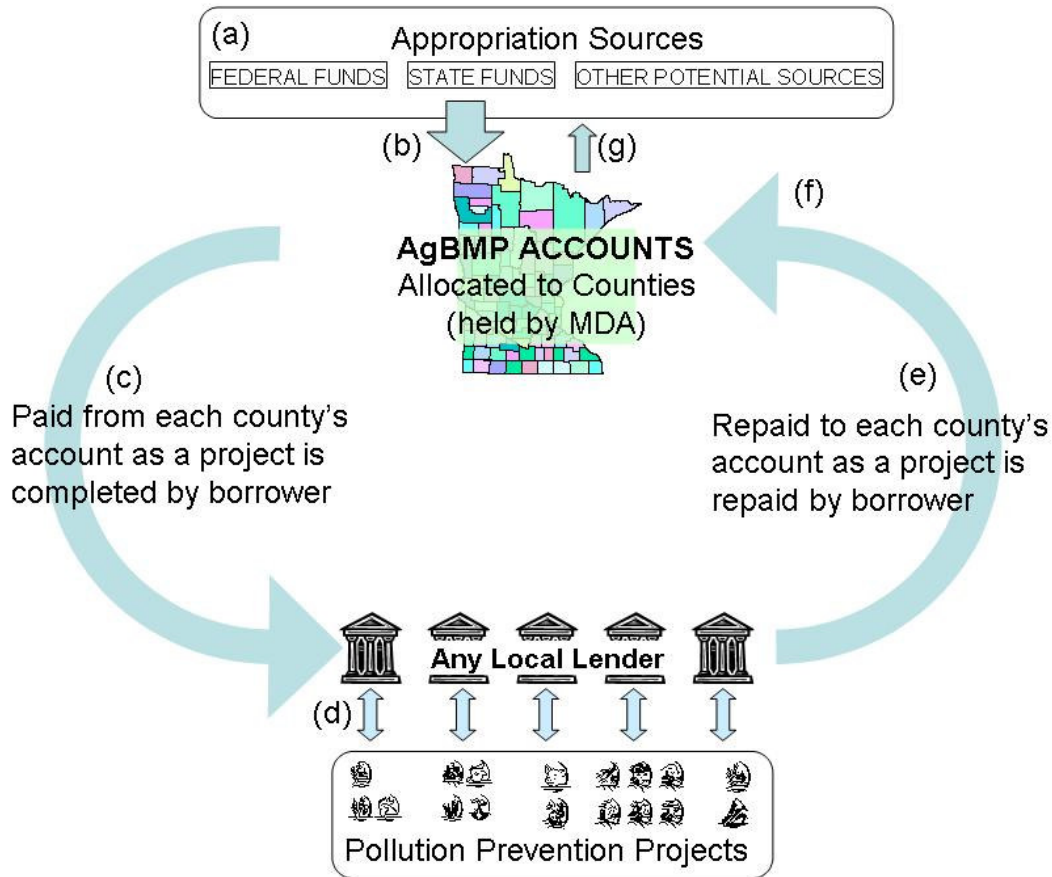 (a)
Appropriation Sources
FEDERAL FUNDS STATE FUNDS OTHER POTENTIAL SOURCES
(b)
(g)
(f)
AgBMP ACCOUNTS
Allocated to Counties
(held by MDA)
(c)
Paid from each county's
account as a project is
completed by borrower
(e)
Repaid to each county's
account as a project is
repaid by borrower
Any Local Lender
(d)
Pollution Prevention Projects